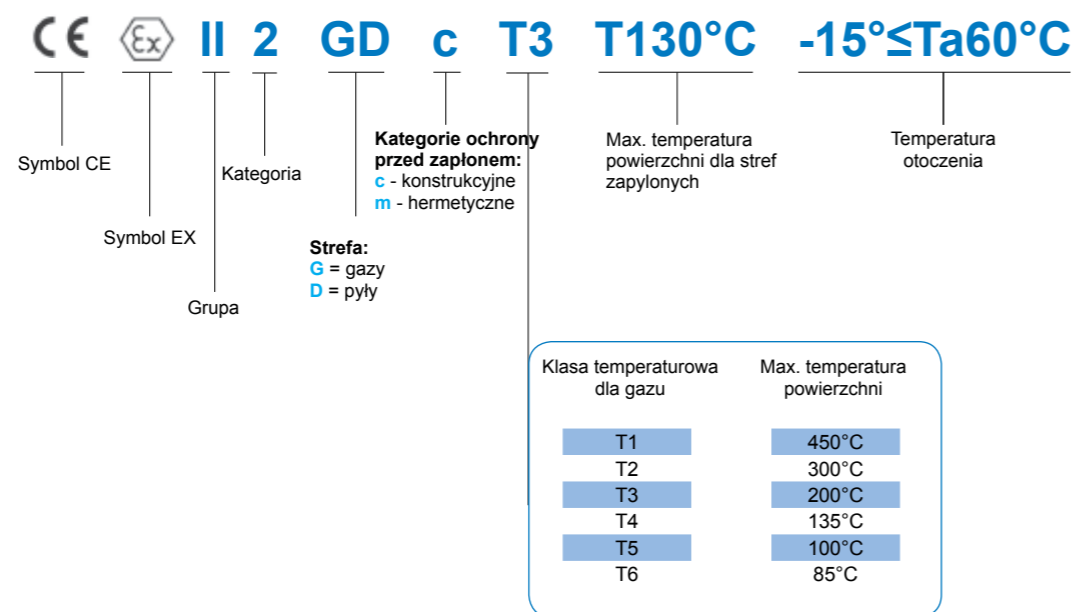 CE Ex II 2 GD c T3 T130°C -15°≤Ta60°C
Symbol CE
Symbol EX
Grupa
Kategoria
Strefa:
G = gazy
D = pyły
Kategorie ochrony
przed zapłonem:
c - konstrukcyjne
m - hermetyczne
Max. temperatura
powierzchni dla stref
zapylonych
Temperatura
otoczenia
Klasa temperaturowa
dla gazu
Max. temperatura
powierzchni
T1 450°C
T2 300°C
T3 200°C
T4 135°C
T5 100°C
T6 85°C